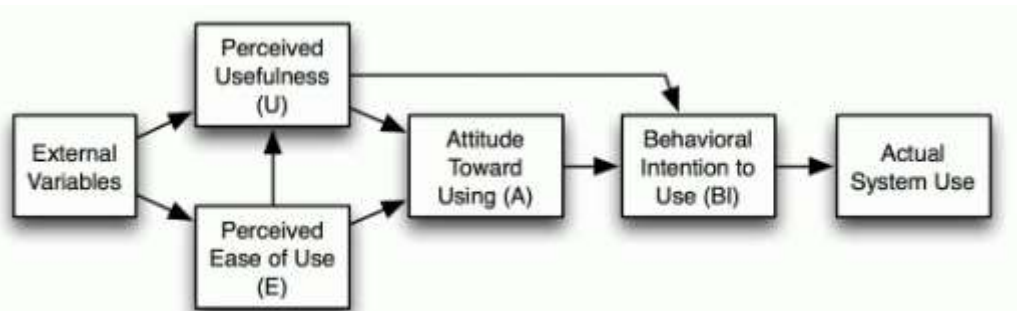 External
Variables
Perceived
Usefulness
(U)
Perceived
Ease of Use
(E)
Attitude
Toward
Using (A)
Behavioral
Intention to
Use (BI)
Actual
System Use